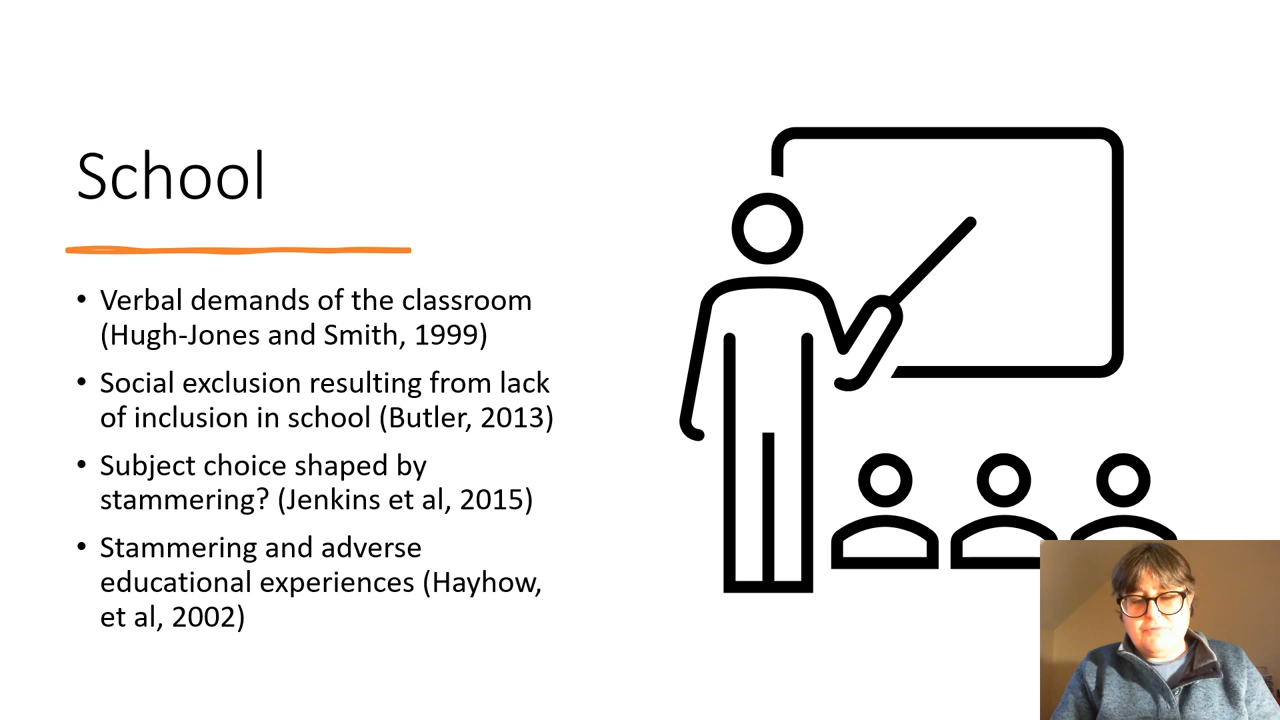 School
• Verbal demands of the classroom
(Hugh-Jones and Smith, 1999)
• Social exclusion resulting from lack
of inclusion in school (Butler, 2013)
• Subject choice shaped by
stammering? (Jenkins et al, 2015)
• Stammering and adverse
educational experiences (Hayhow,
et al, 2002)